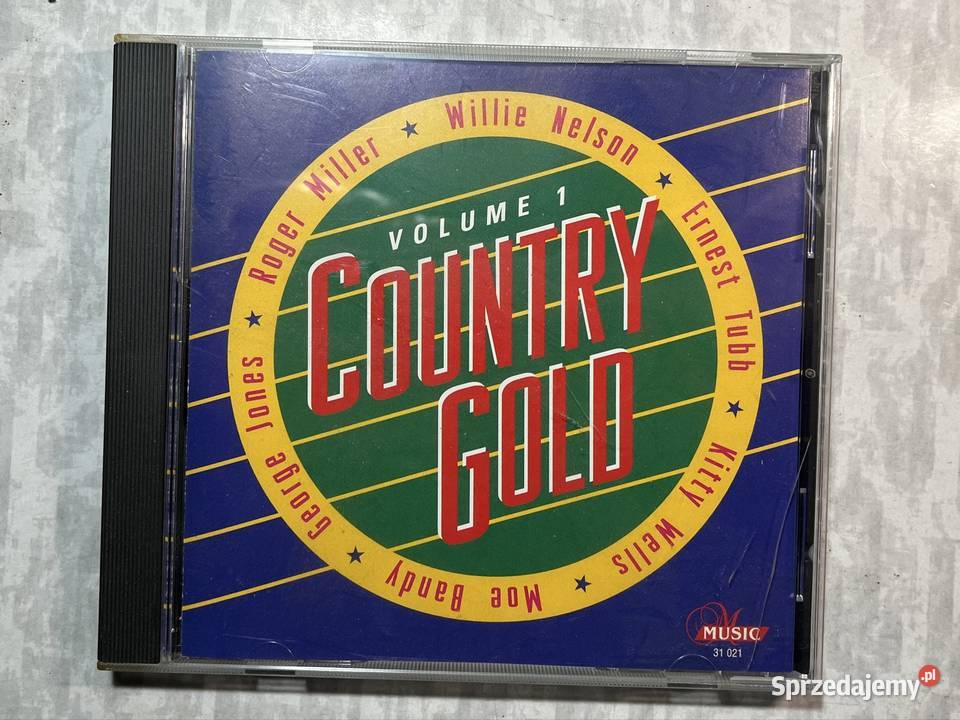 Willie Nelson ★ Ernest Tubb ★ Kitty Wells ★ Moe Bandy ★ George Jones ★ Roger Miller ★
VOLUME 1
COUNTRY
GOLD
M
MUSIC
31 021
Sprzedajemy.pl